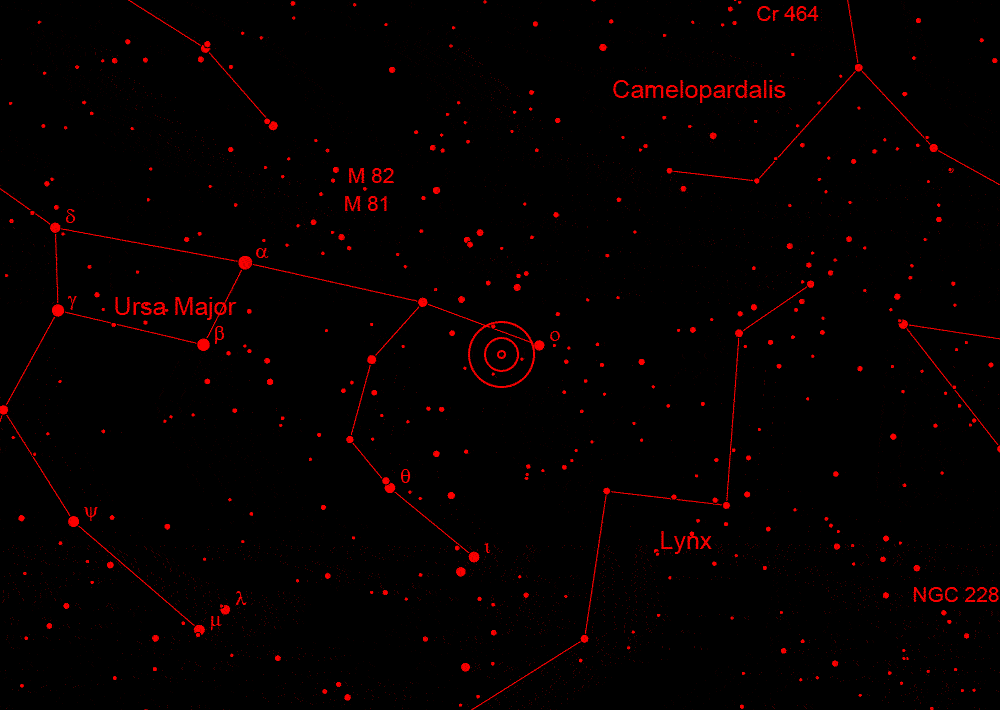 Cr 464
Camelopardalis
M 82
M 81
δ
α
γ
Ursa Major
β
ο
θ
ψ
ι
Lynx
λ
μ
NGC 228